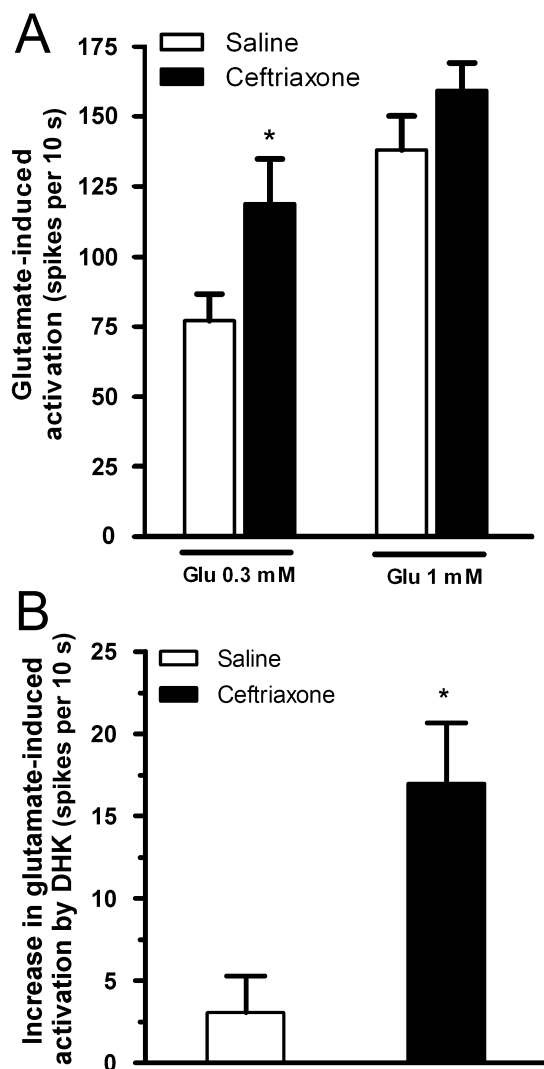 A
Glutamate-induced
activation (spikes per 10 s)
175
150
125
100
75
50
25
0
Saline
Ceftriaxone
*
Glu 0.3 mM
Glu 1 mM
B
Increase in glutamate-induced
activation by DHK (spikes per 10 s)
25
20
15
10
5
0
Saline
Ceftriaxone
*